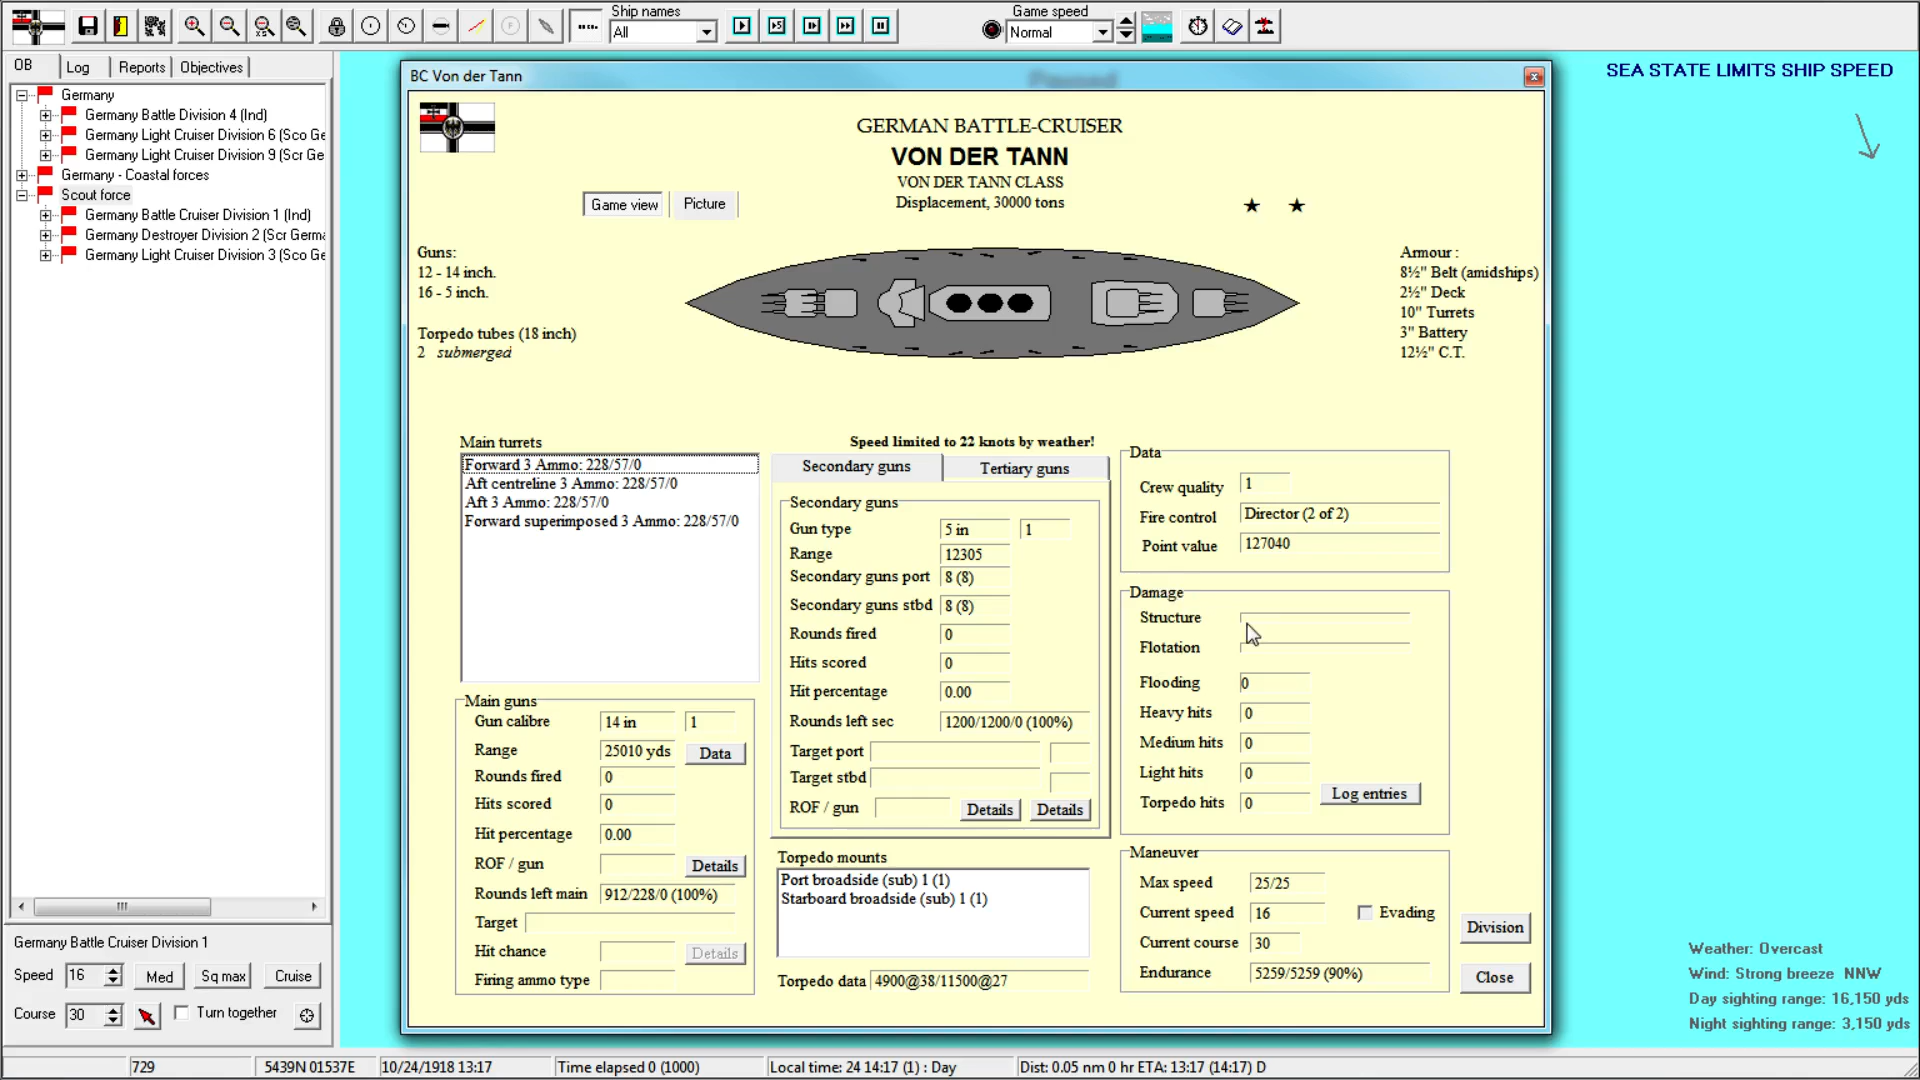 Ship names
All
Game speed
Normal
OB
Log
Reports
Objectives
Germany
Germany Battle Division 4 (Ind)
Germany Light Cruiser Division 6 (Sco Ge
Germany Light Cruiser Division 9 (Scr Ge
Germany - Coastal forces
Scout force
Germany Battle Cruiser Division 1 (Ind)
Germany Destroyer Division 2 (Scr Germa
Germany Light Cruiser Division 3 (Sco Ge
BC Von der Tann
Paused
SEA STATE LIMITS SHIP SPEED
GERMAN BATTLE-CRUISER
VON DER TANN
VON DER TANN CLASS
Displacement, 30000 tons
Game view
Picture
Guns:
12 - 14 inch.
16 - 5 inch.
Torpedo tubes (18 inch)
2 submerged
Armour :
8½" Belt (amidships)
2½" Deck
10" Turrets
3" Battery
12½" C.T.
Speed limited to 22 knots by weather!
Main turrets
Forward 3 Ammo: 228/57/0
Aft centreline 3 Ammo: 228/57/0
Aft 3 Ammo: 228/57/0
Forward superimposed 3 Ammo: 228/57/0
Main guns
Gun calibre 14 in 1
Range 25010 yds Data
Rounds fired 0
Hits scored 0
Hit percentage 0.00
ROF / gun Details
Rounds left main 912/228/0 (100%)
Target
Hit chance Details
Firing ammo type
Secondary guns
Tertiary guns
Secondary guns
Gun type 5 in 1
Range 12305
Secondary guns port 8 (8)
Secondary guns stbd 8 (8)
Rounds fired 0
Hits scored 0
Hit percentage 0.00
Rounds left sec 1200/1200/0 (100%)
Target port
Target stbd
ROF / gun Details Details
Torpedo mounts
Port broadside (sub) 1 (1)
Starboard broadside (sub) 1 (1)
Torpedo data 4900@38/11500@27
Data
Crew quality 1
Fire control Director (2 of 2)
Point value 127040
Damage
Structure
Flotation
Flooding 0
Heavy hits 0
Medium hits 0
Light hits 0
Torpedo hits 0
Log entries
Maneuver
Max speed 25/25
Current speed 16 Evading
Current course 30
Endurance 5259/5259 (90%)
Division
Close
Germany Battle Cruiser Division 1
Speed 16 Med Sq max Cruise
Course 30 Turn together
Weather: Overcast
Wind: Strong breeze NNW
Day sighting range: 16,150 yds
Night sighting range: 3,150 yds
729
5439N 01537E
10/24/1918 13:17
Time elapsed 0 (1000)
Local time: 24 14:17 (1) : Day
Dist: 0.05 nm 0 hr ETA: 13:17 (14:17) D